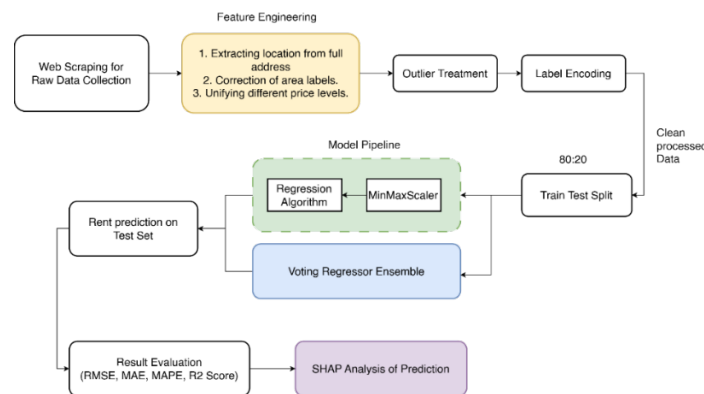 Feature Engineering
Web Scraping for
Raw Data Collection
1. Extracting location from full
address
2. Correction of area labels.
3. Unifying different price levels.
Outlier Treatment
Label Encoding
Clean
processed
Data
Model Pipeline
80:20
Regression
Algorithm
MinMaxScaler
Train Test Split
Rent prediction on
Test Set
Voting Regressor Ensemble
Result Evaluation
(RMSE, MAE, MAPE, R2 Score)
SHAP Analysis of Prediction